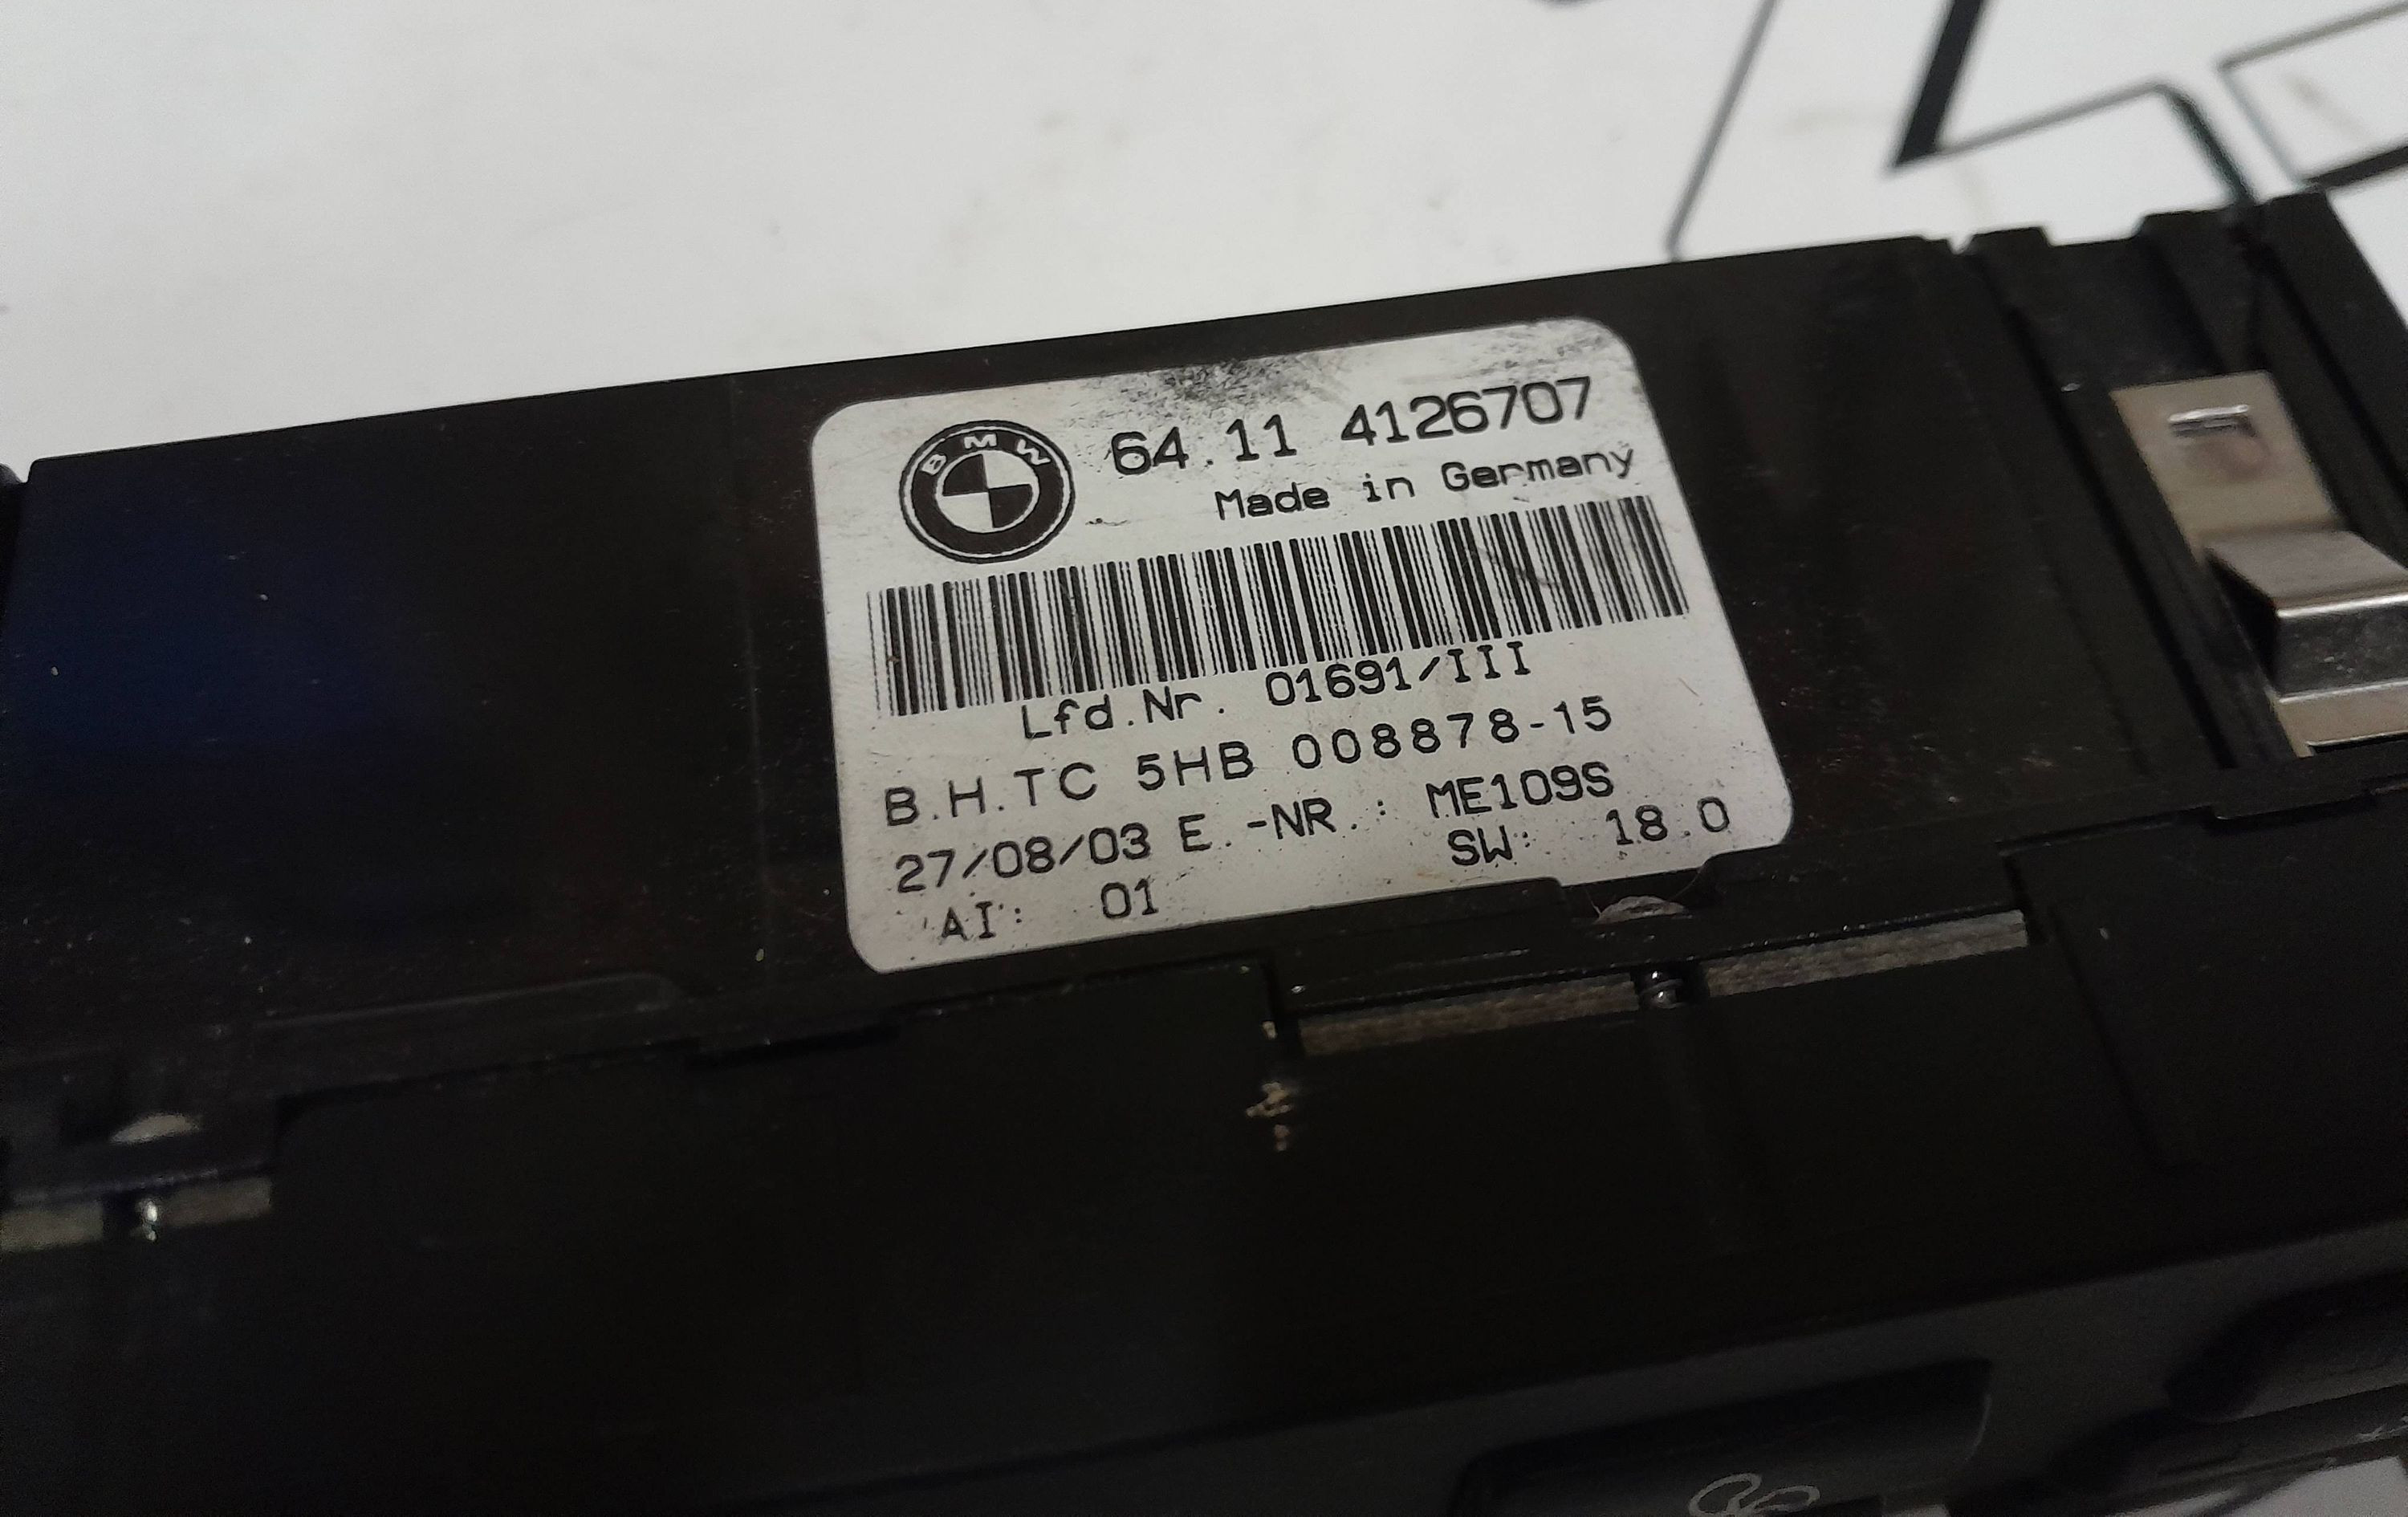 BMW
64.11 4126707
Made in Germany
Lfd.Nr. 01691/III
B.H.TC 5HB 008878-15
27/08/03 E.-NR.: ME109S
AI: 01 SW: 18.0